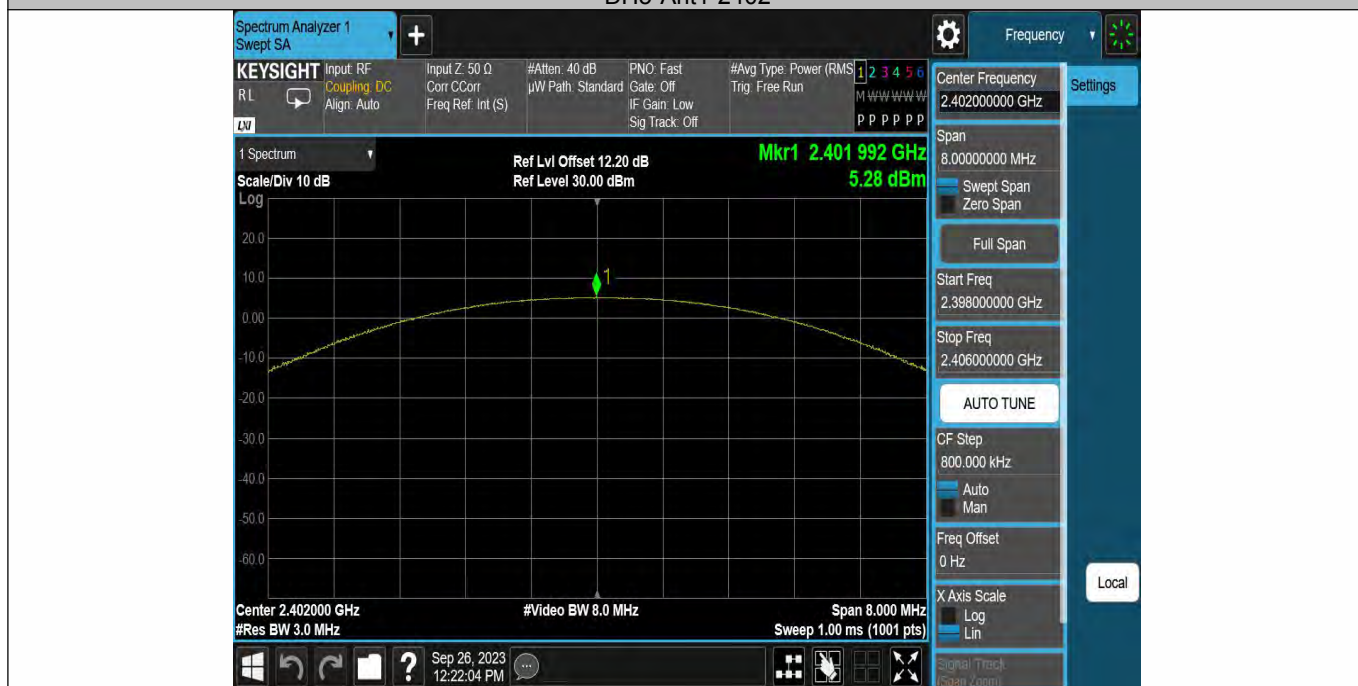 Spectrum Analyzer 1
Swept SA
Frequency
KEYSIGHT
RL
LXI
Input: RF
Coupling: DC
Align: Auto
Input Z: 50 Ω
Corr CCorr
Freq Ref: Int (S)
#Atten: 40 dB
µW Path: Standard
PNO: Fast
Gate: Off
IF Gain: Low
Sig Track: Off
#Avg Type: Power (RMS
Trig: Free Run
1 2 3 4 5 6
M W W W W W
P P P P P P
1 Spectrum
Scale/Div 10 dB
Log
Ref Lvl Offset 12.20 dB
Ref Level 30.00 dBm
Mkr1 2.401 992 GHz
5.28 dBm
20.0
10.0
1
0.00
-10.0
-20.0
-30.0
-40.0
-50.0
-60.0
Center 2.402000 GHz
#Res BW 3.0 MHz
#Video BW 8.0 MHz
Span 8.000 MHz
Sweep 1.00 ms (1001 pts)
Sep 26, 2023
12:22:04 PM
Center Frequency
2.402000000 GHz
Settings
Span
8.00000000 MHz
Swept Span
Zero Span
Full Span
Start Freq
2.398000000 GHz
Stop Freq
2.406000000 GHz
AUTO TUNE
CF Step
800.000 kHz
Auto
Man
Freq Offset
0 Hz
X Axis Scale
Log
Lin
Local
Signal Track
(Span Zoom)